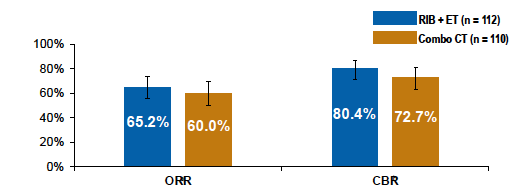 RIB + ET (n = 112)
Combo CT (n = 110)
100%
80%
60%
40%
20%
0%
65.2%
60.0%
80.4%
72.7%
ORR
CBR